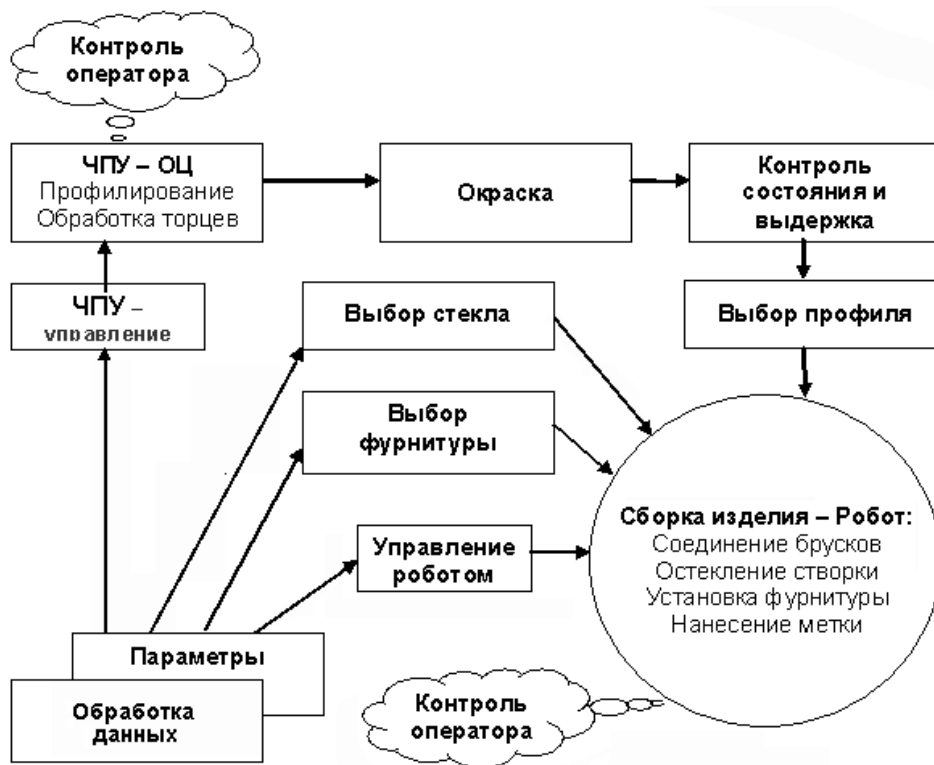 Контроль
оператора
ЧПУ – ОЦ
Профилирование
Обработка торцев
Окраска
Контроль
состояния и
выдержка
ЧПУ –
управление
Выбор стекла
Выбор профиля
Выбор
фурнитуры
Сборка изделия – Робот:
Соединение брусков
Остекление створки
Установка фурнитуры
Нанесение метки
Управление
роботом
Параметры
Обработка
данных
Контроль
оператора